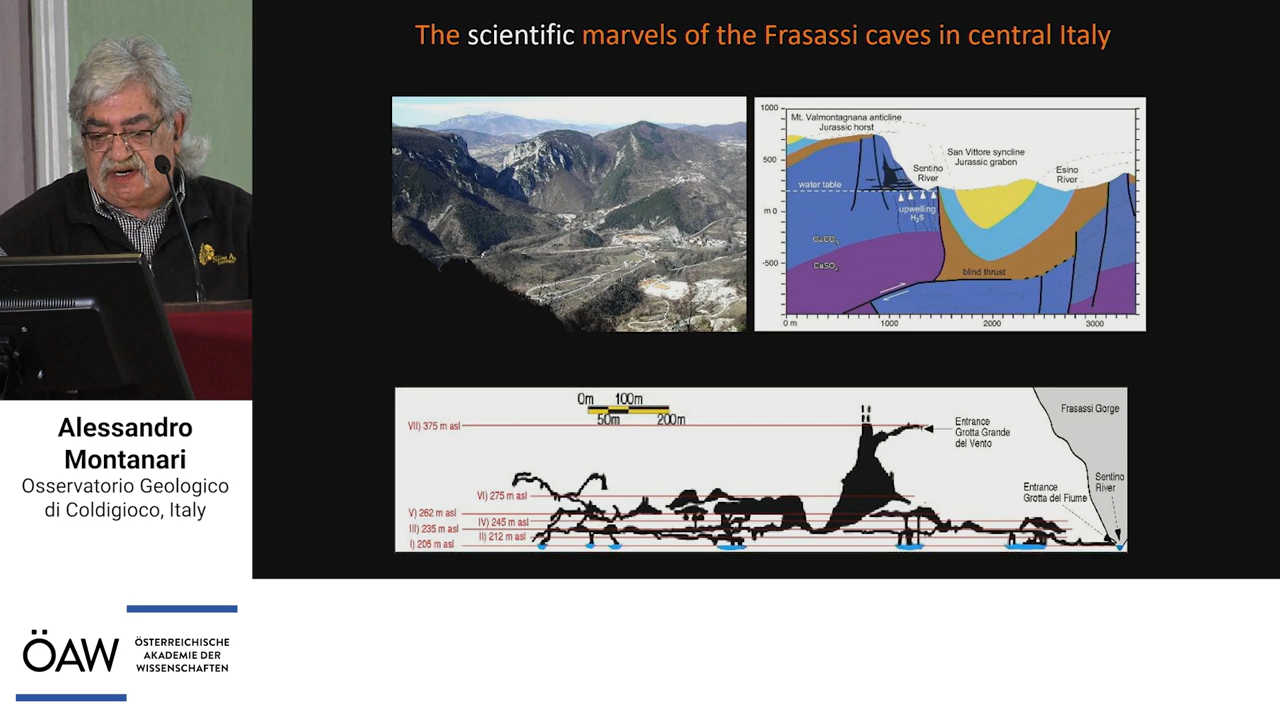 The scientific marvels of the Frasassi caves in central Italy
1000
500
m 0
-500
0 m
1000
2000
3000
Mt. Valmontagnana anticline
Jurassic horst
Sentino
River
San Vittore syncline
Jurassic graben
Esino
River
water table
upwelling
H2S
CaCO3
CaSO4
blind thrust
0m 100m
50m 200m
VII) 375 m asl
VI) 275 m asl
V) 262 m asl
IV) 245 m asl
III) 235 m asl
II) 212 m asl
I) 205 m asl
Entrance
Grotta Grande
del Vento
Frasassi Gorge
Entrance
Grotta del Fiume
Sentino
River
Alessandro
Montanari
Osservatorio Geologico
di Coldigioco, Italy
ÖAW
ÖSTERREICHISCHE
AKADEMIE DER
WISSENSCHAFTEN